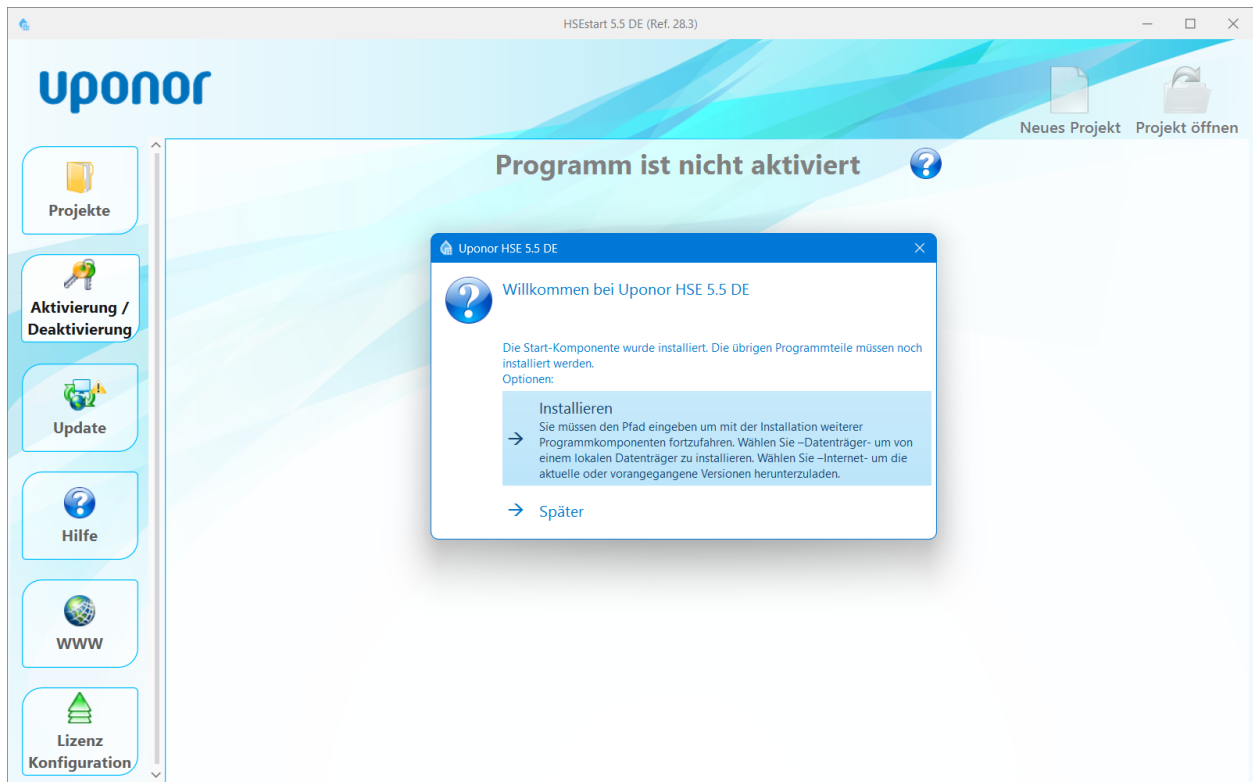 HSEstart 5.5 DE (Ref. 28.3)
uponor
Neues Projekt
Projekt öffnen
Programm ist nicht aktiviert
Projekte
Aktivierung /
Deaktivierung
Update
Hilfe
WWW
Lizenz
Konfiguration
Uponor HSE 5.5 DE
Willkommen bei Uponor HSE 5.5 DE
Die Start-Komponente wurde installiert. Die übrigen Programmteile müssen noch
installiert werden.
Optionen:
Installieren
Sie müssen den Pfad eingeben um mit der Installation weiterer
Programmkomponenten fortzufahren. Wählen Sie –Datenträger- um von
einem lokalen Datenträger zu installieren. Wählen Sie –Internet- um die
aktuelle oder vorangegangene Versionen herunterzuladen.
Später